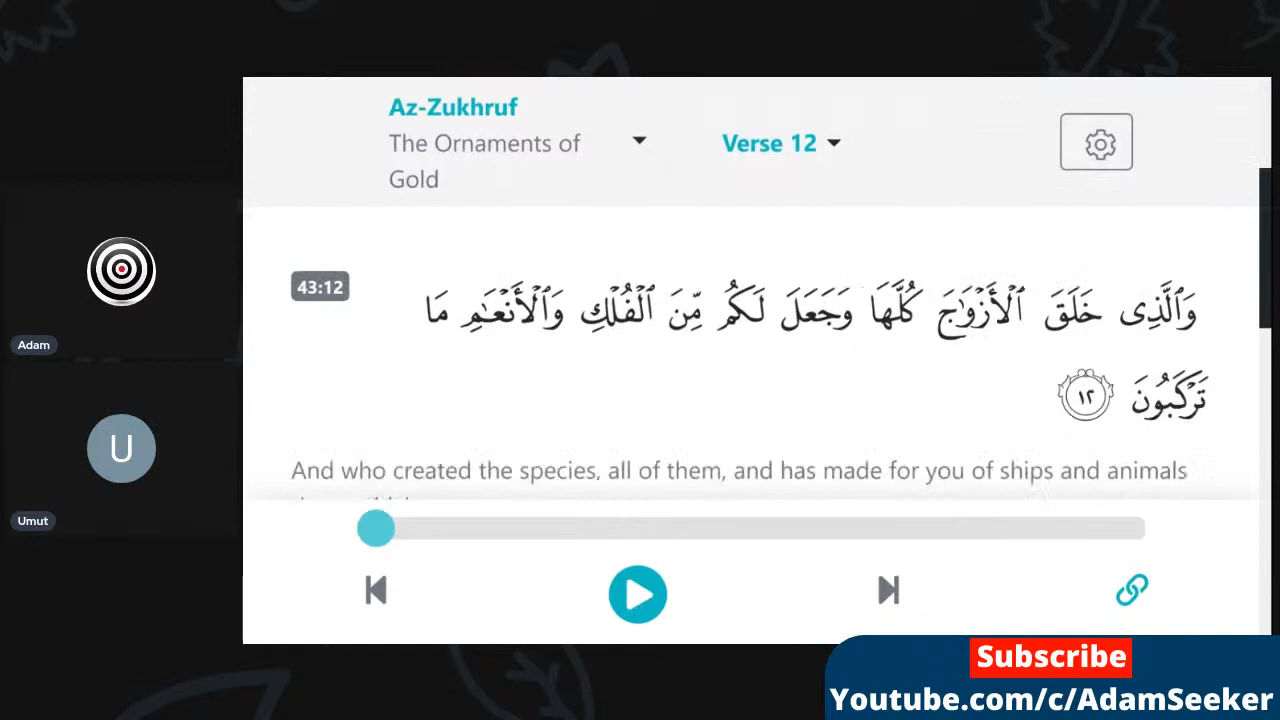 Az-Zukhruf
The Ornaments of
Gold
Verse 12
43:12
وَٱلَّذِى خَلَقَ ٱلْأَزْوَٰجَ كُلَّهَا وَجَعَلَ لَكُم مِّنَ ٱلْفُلْكِ وَٱلْأَنْعَـٰمِ مَا
تَرْكَبُونَ ١٢
And who created the species, all of them, and has made for you of ships and animals
Adam
U
Umut
Subscribe
Youtube.com/c/AdamSeeker